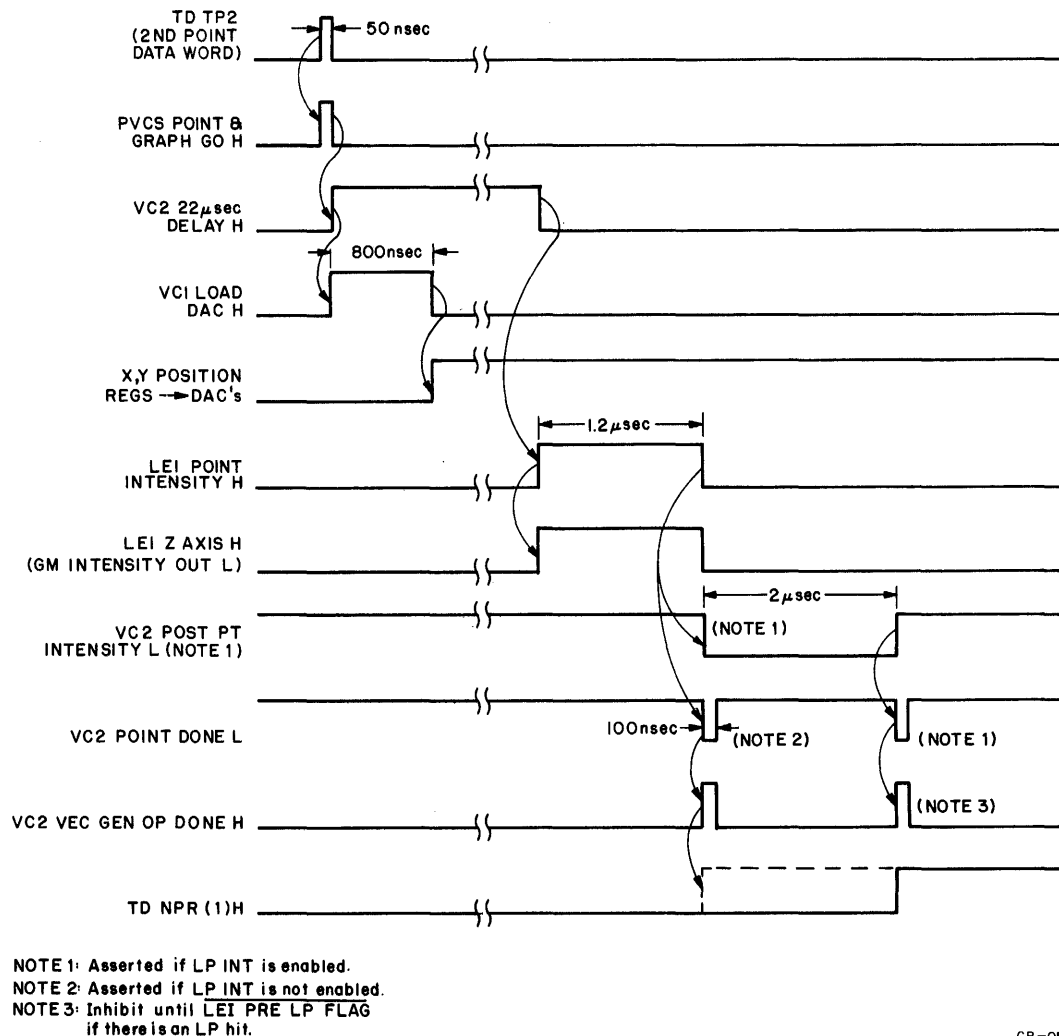 TD TP2
(2ND POINT
DATA WORD)
50 nsec
PVCS POINT &
GRAPH GO H
VC2 22µsec
DELAY H
800nsec
VCI LOAD
DAC H
X,Y POSITION
REGS → DAC's
1.2µsec
LEI POINT
INTENSITY H
LEI Z AXIS H
(GM INTENSITY OUT L)
2µsec
VC2 POST PT
INTENSITY L (NOTE 1)
(NOTE 1)
VC2 POINT DONE L
100nsec
(NOTE 2)
(NOTE 1)
VC2 VEC GEN OP DONE H
(NOTE 3)
TD NPR (1)H
NOTE 1: Asserted if LP INT is enabled.
NOTE 2: Asserted if LP INT is not enabled.
NOTE 3: Inhibit until LEI PRE LP FLAG
if there is an LP hit.